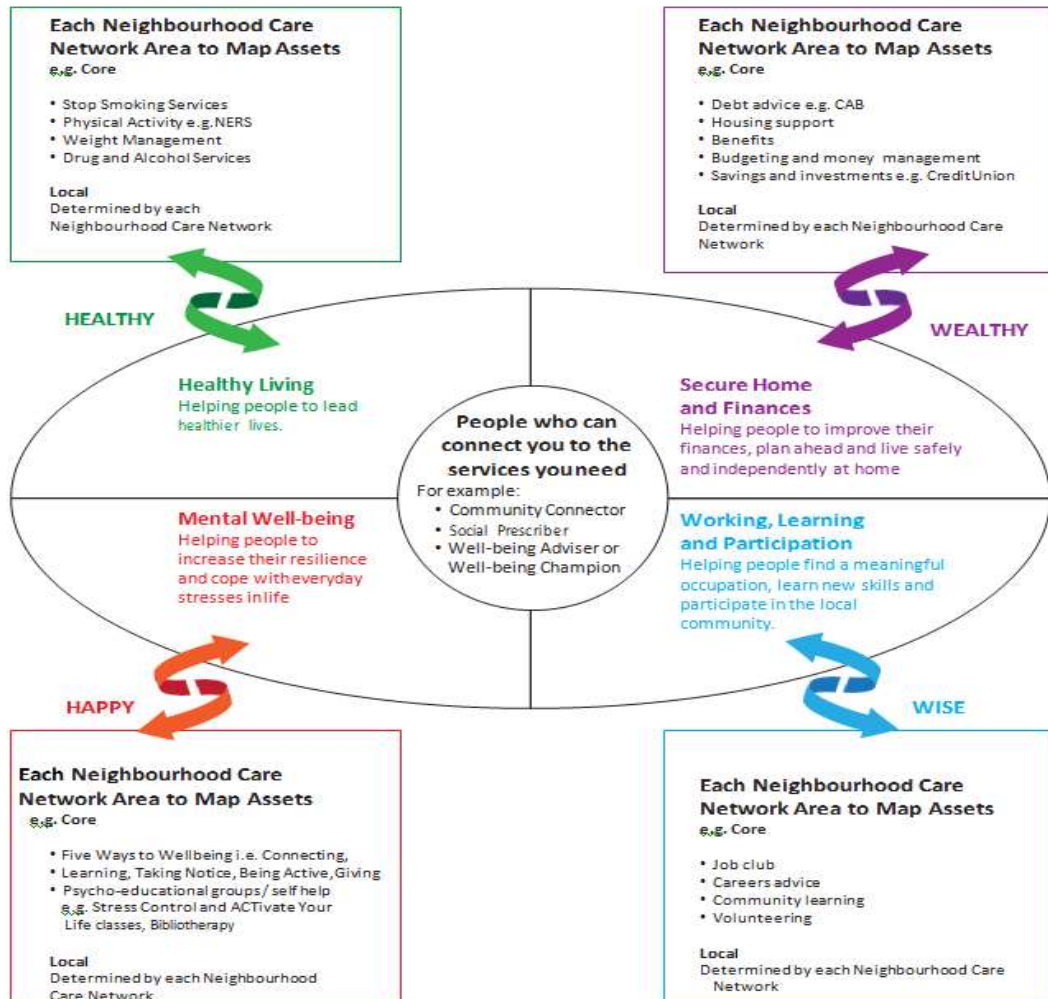 Each Neighbourhood Care
Network Area to Map Assets
e,g. Core
• Stop Smoking Services
• Physical Activity e.g.NERS
• Weight Management
• Drug and Alcohol Services
Local
Determined by each
Neighbourhood Care Network
Each Neighbourhood Care
Network Area to Map Assets
e,g. Core
• Debt advice e.g. CAB
• Housing support
• Benefits
• Budgeting and money management
• Savings and investments e.g. CreditUnion
Local
Determined by each Neighbourhood Care
Network
HEALTHY
WEALTHY
Healthy Living
Helping people to lead
healthier lives.
Secure Home
and Finances
Helping people to improve their
finances, plan ahead and live safely
and independently at home
People who can
connect you to the
services youneed
For example:
• Community Connector
• Social Prescriber
• Well-being Adviser or
Well-being Champion
Mental Well-being
Helping people to
increase their resilience
and cope witheveryday
stresses inlife
Working, Learning
and Participation
Helping people find a meaningful
occupation, learn new skills and
participate in the local
community.
HAPPY
WISE
Each Neighbourhood Care
Network Area to Map Assets
e,g. Core
• Five Ways to Wellbeing i.e. Connecting,
• Learning, Taking Notice, Being Active,Giving
• Psycho-educational groups/ self help
e.g. Stress Control and ACTivate Your
Life classes, Bibliotherapy
Local
Determined by each Neighbourhood
Care Network
Each Neighbourhood Care
Network Area to Map Assets
e,g. Core
• Job club
• Careers advice
• Community learning
• Volunteering
Local
Determined by each Neighbourhood Care
Network